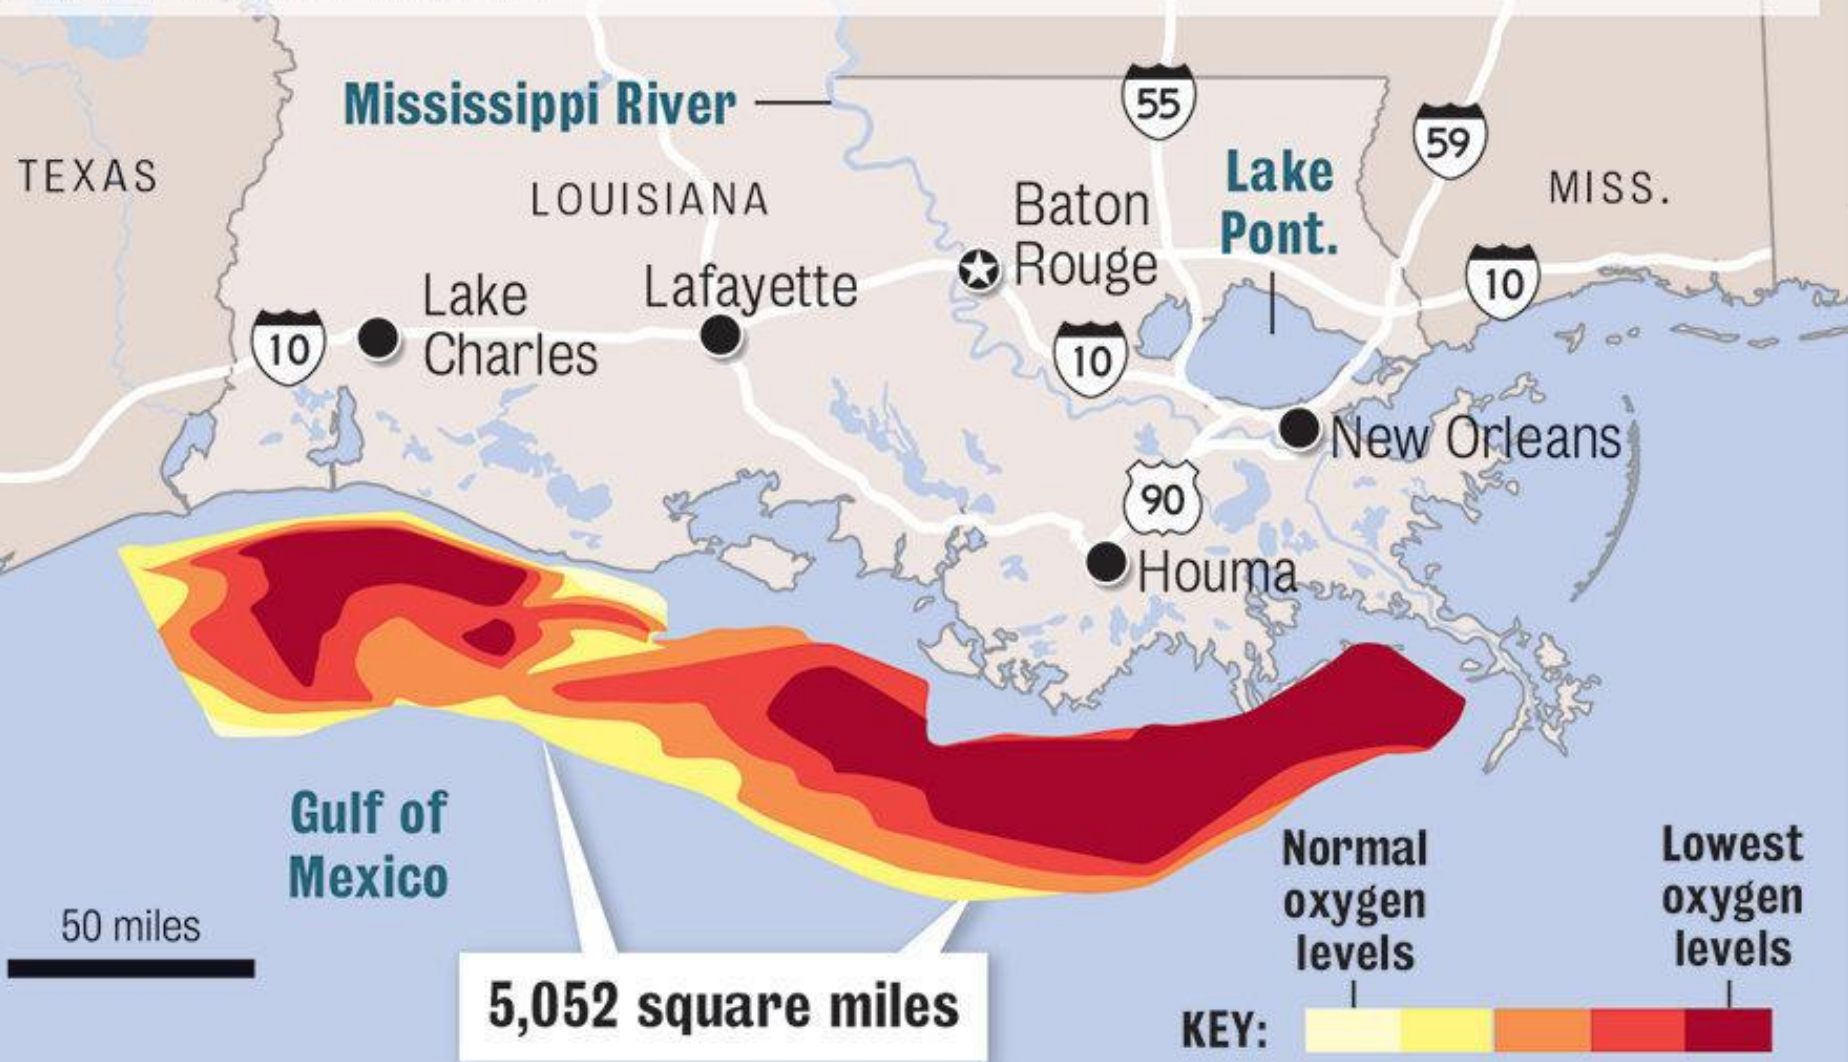 55
Mississippi River
59
TEXAS
LOUISIANA
Lake
Pont.
MISS.
Baton
Rouge
10
Lake
Charles
Lafayette
10
10
New Orleans
90
Houma
Gulf of
Mexico
50 miles
5,052 square miles
Normal
oxygen
levels
Lowest
oxygen
levels
KEY: